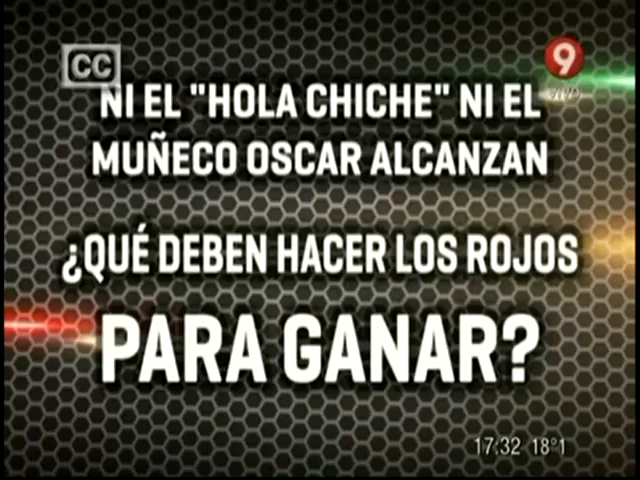 CC
9
VIVO
NI EL "HOLA CHICHE" NI EL
MUÑECO OSCAR ALCANZAN
¿QUÉ DEBEN HACER LOS ROJOS
PARA GANAR?
17:32 18°1